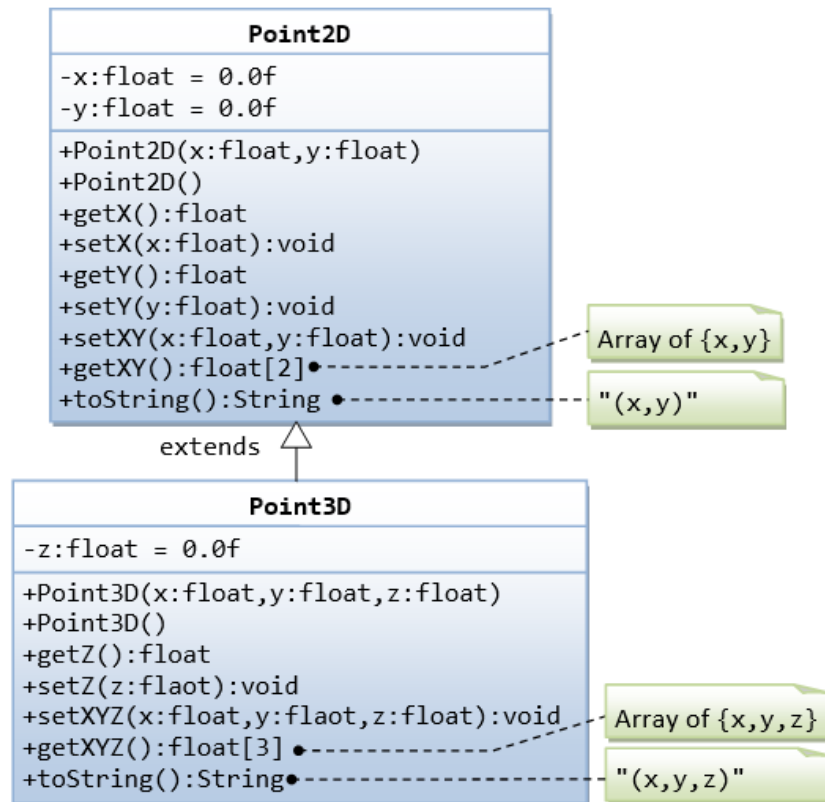 Point2D
-x:float = 0.0f
-y:float = 0.0f
+Point2D(x:float,y:float)
+Point2D()
+getX():float
+setX(x:float):void
+getY():float
+setY(y:float):void
+setXY(x:float,y:float):void
+getXY():float[2]
Array of {x,y}
+toString():String
"(x,y)"
extends
Point3D
-z:float = 0.0f
+Point3D(x:float,y:float,z:float)
+Point3D()
+getZ():float
+setZ(z:flaot):void
+setXYZ(x:float,y:flaot,z:float):void
+getXYZ():float[3]
Array of {x,y,z}
+toString():String
"(x,y,z)"